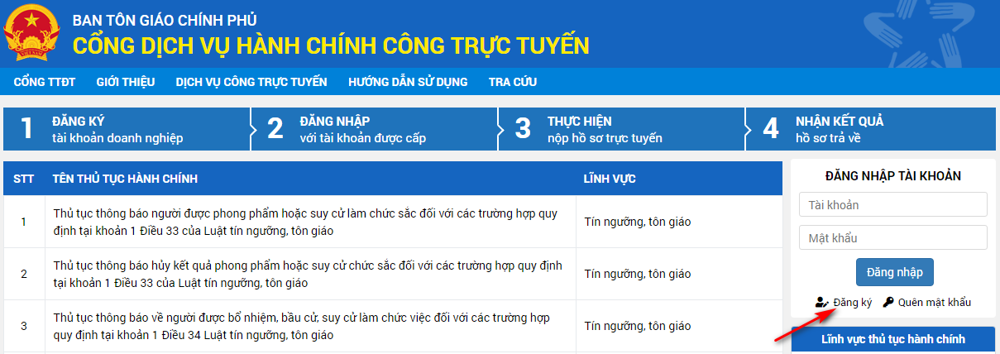 BAN TÔN GIÁO CHÍNH PHỦ
CỔNG DỊCH VỤ HÀNH CHÍNH CÔNG TRỰC TUYẾN
VIỆT NAM
CỔNG TTĐT GIỚI THIỆU DỊCH VỤ CÔNG TRỰC TUYẾN HƯỚNG DẪN SỬ DỤNG TRA CỨU
1 ĐĂNG KÝ
tài khoản doanh nghiệp
2 ĐĂNG NHẬP
với tài khoản được cấp
3 THỰC HIỆN
nộp hồ sơ trực tuyến
4 NHẬN KẾT QUẢ
hồ sơ trả về
STT TÊN THỦ TỤC HÀNH CHÍNH LĨNH VỰC
1 Thủ tục thông báo người được phong phẩm hoặc suy cử làm chức sắc đối với các trường hợp quy
định tại khoản 1 Điều 33 của Luật tín ngưỡng, tôn giáo
Tín ngưỡng, tôn giáo
2 Thủ tục thông báo hủy kết quả phong phẩm hoặc suy cử chức sắc đối với các trường hợp quy định
tại khoản 1 Điều 33 của Luật tín ngưỡng, tôn giáo
Tín ngưỡng, tôn giáo
3 Thủ tục thông báo về người được bổ nhiệm, bầu cử, suy cử làm chức việc đối với các trường hợp
quy định tại khoản 1 Điều 34 Luật tín ngưỡng, tôn giáo
Tín ngưỡng, tôn giáo
ĐĂNG NHẬP TÀI KHOẢN
Tài khoản
Mật khẩu
Đăng nhập
Đăng ký Quên mật khẩu
Lĩnh vực thủ tục hành chính